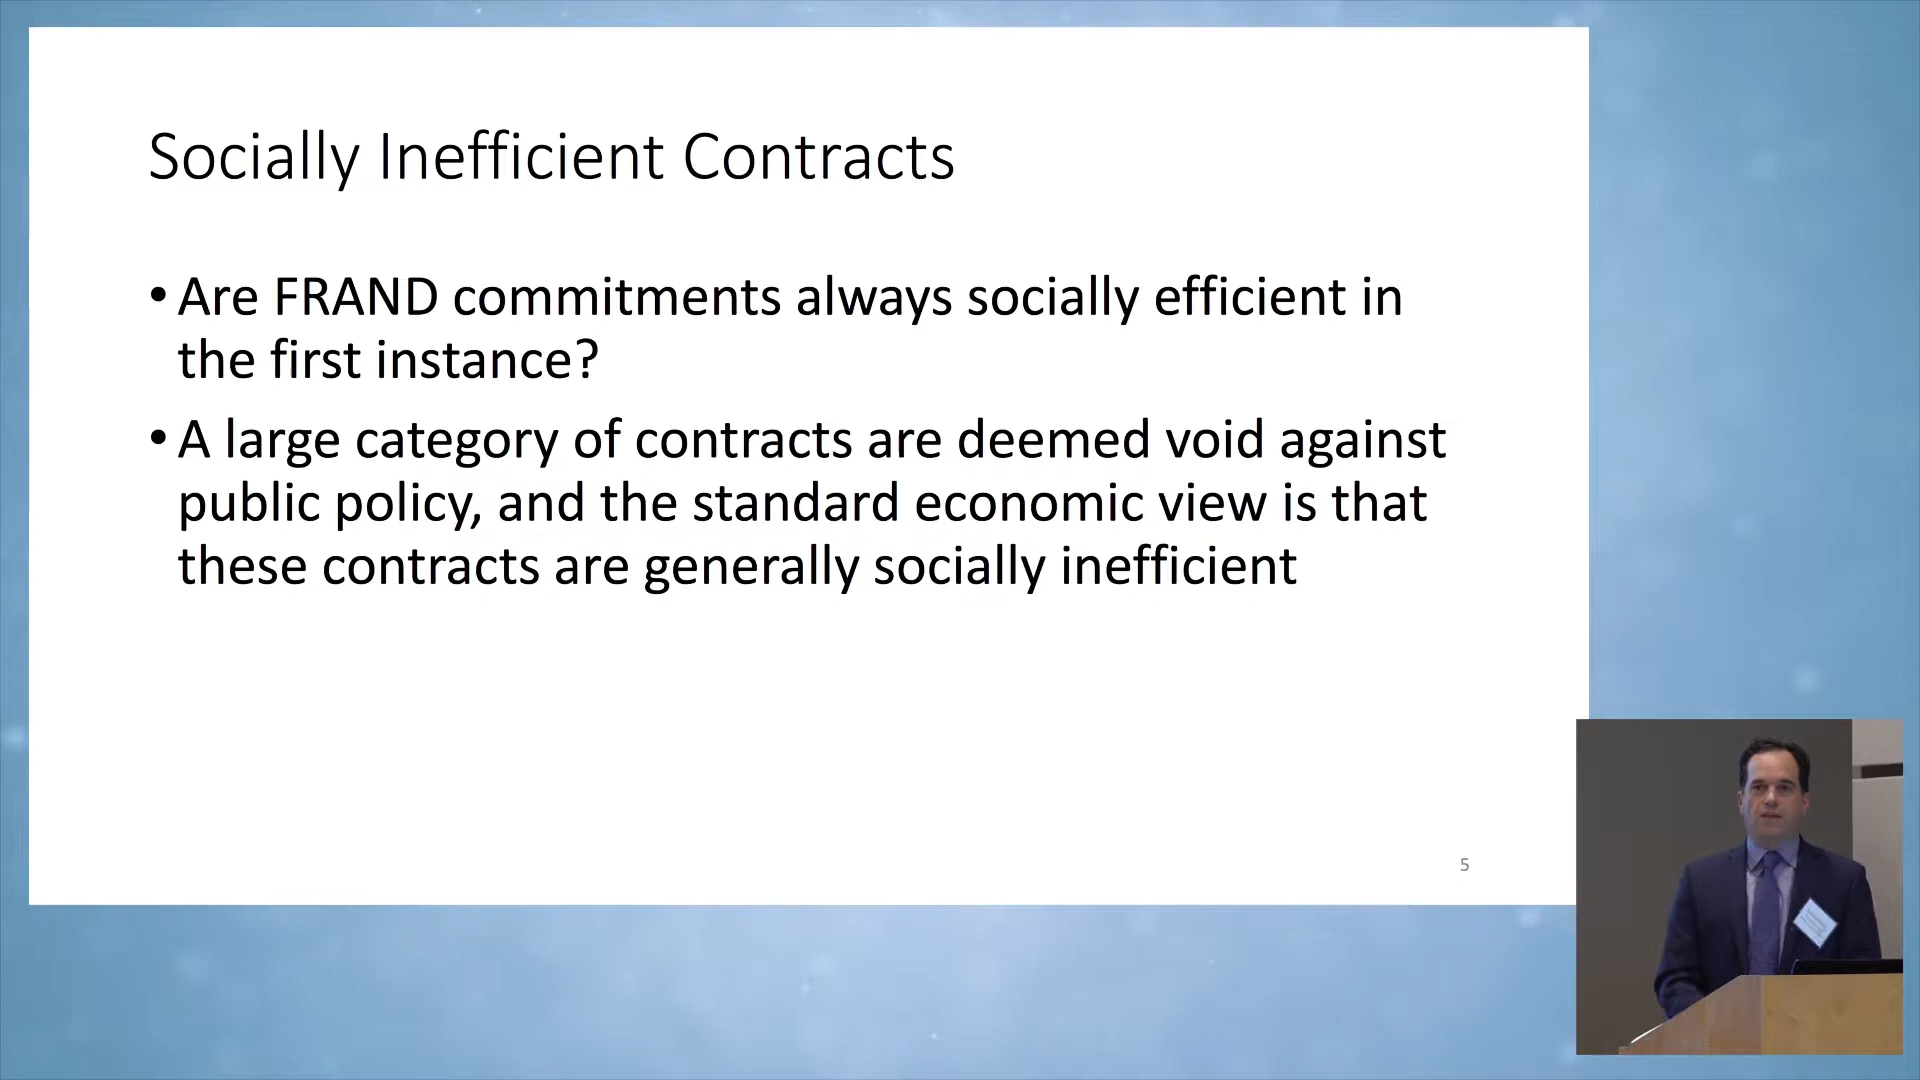 Socially Inefficient Contracts
• Are FRAND commitments always socially efficient in
the first instance?
• A large category of contracts are deemed void against
public policy, and the standard economic view is that
these contracts are generally socially inefficient
5